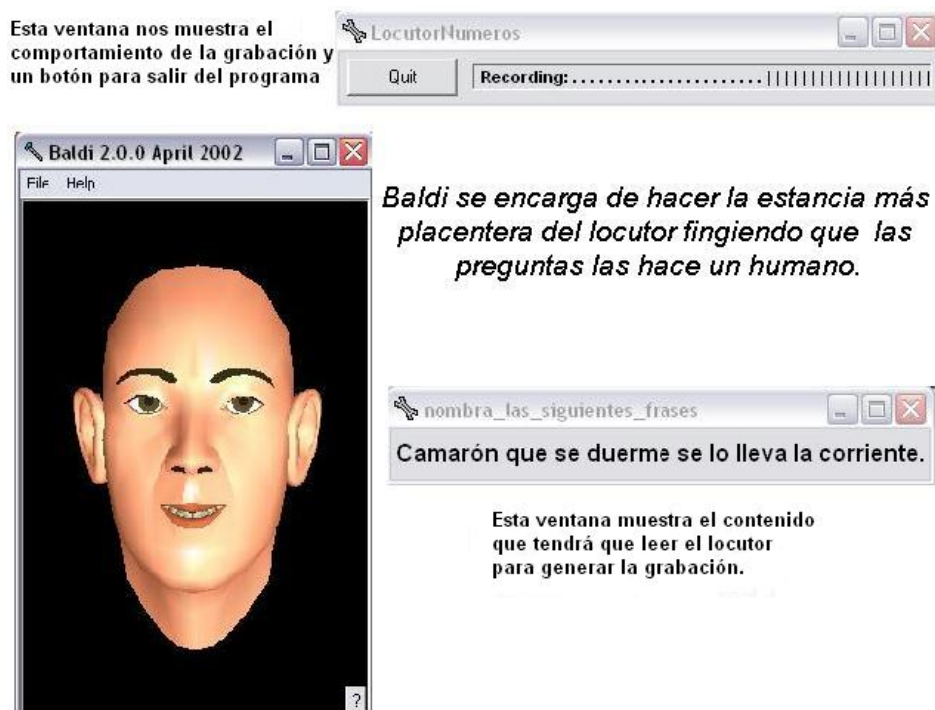 Esta ventana nos muestra el
comportamiento de la grabación y
un botón para salir del programa
LocutorNumeros
Quit
Recording:......................||||||||||||||||||
Baldi 2.0.0 April 2002
File Help
Baldi se encarga de hacer la estancia más
placentera del locutor fingiendo que las
preguntas las hace un humano.
nombra_las_siguientes_frases
Camarón que se duerme se lo lleva la corriente.
Esta ventana muestra el contenido
que tendrá que leer el locutor
para generar la grabación.
?